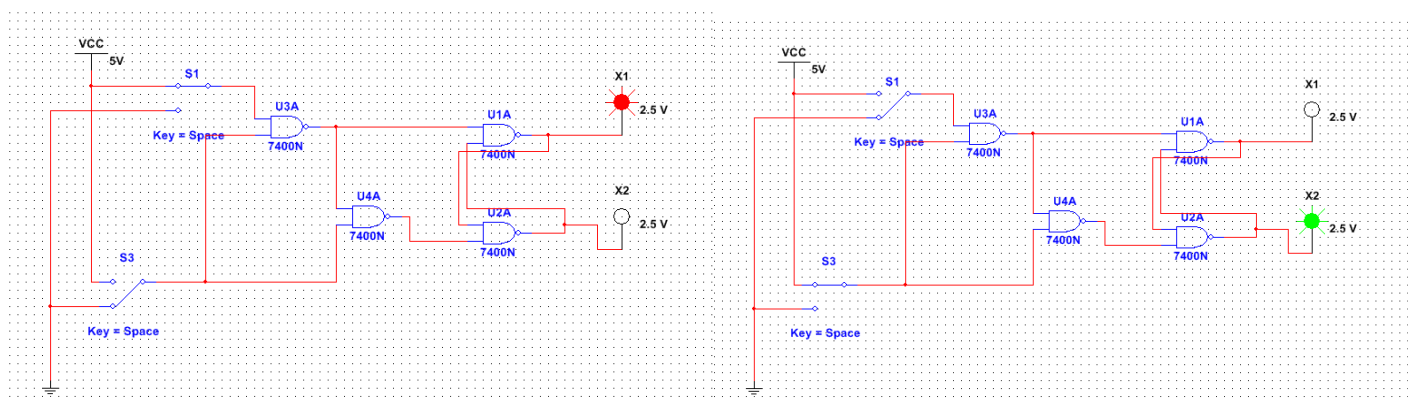 VCC
5V
S1
X1
U3A
2.5 V
U1A
Key = Space
7400N
7400N
X2
U4A
U2A
2.5 V
7400N
7400N
S3
Key = Space
VCC
5V
S1
X1
U3A
2.5 V
U1A
Key = Space
7400N
7400N
X2
U4A
U2A
2.5 V
7400N
7400N
S3
Key = Space